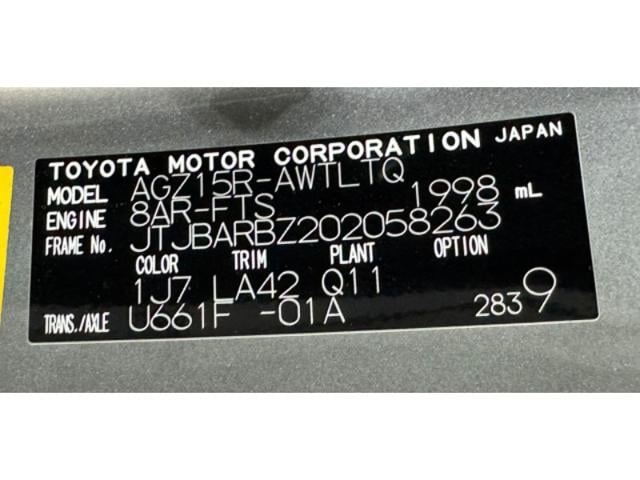 TOYOTA MOTOR CORPORATION JAPAN
MODEL AGZ15R-AWTLTQ
ENGINE 8AR-FTS 1998 mL
FRAME No. JTJBARBZ202058263
COLOR TRIM PLANT OPTION
1J7 LA42 Q11
TRANS./AXLE U661F -01A 2839